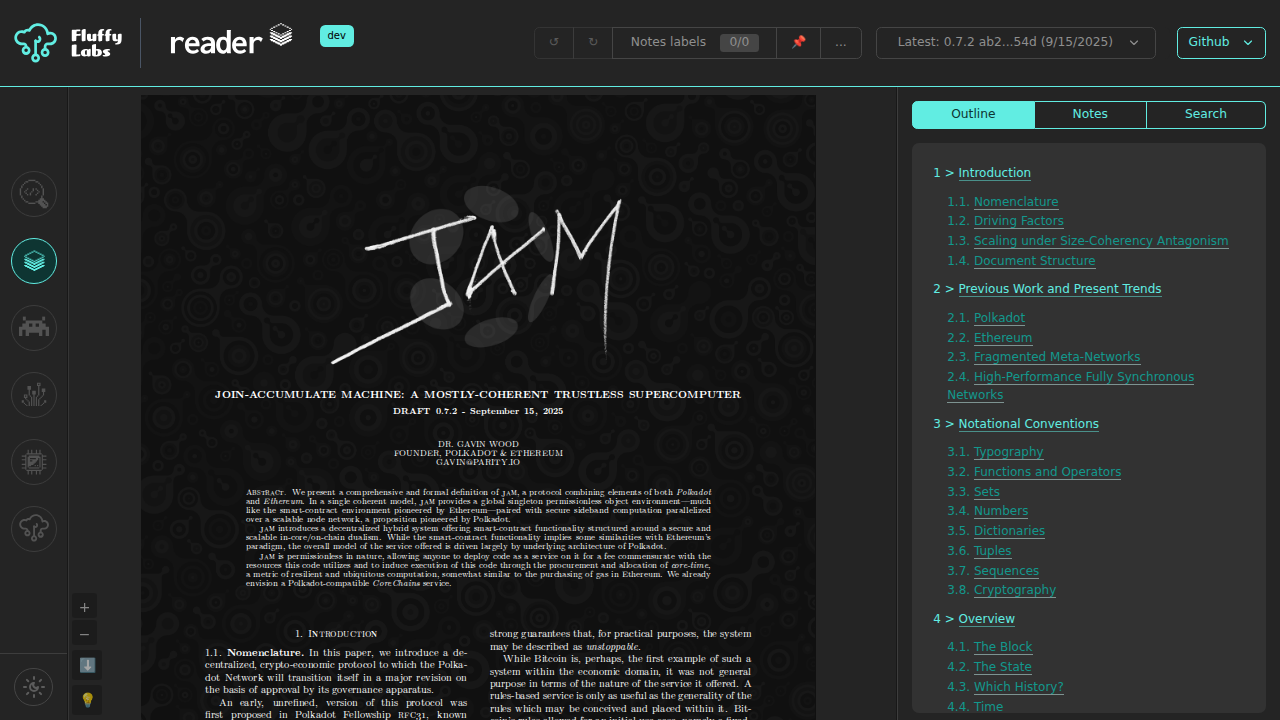 Fluffy
Labs
reader
dev
Notes labels 0/0
...
Latest: 0.7.2 ab2...54d (9/15/2025)
Github
Outline
Notes
Search
JAM
JOIN-ACCUMULATE MACHINE: A MOSTLY-COHERENT TRUSTLESS SUPERCOMPUTER
DRAFT 0.7.2 - September 15, 2025
DR. GAVIN WOOD
FOUNDER, POLKADOT & ETHEREUM
GAVIN@PARITY.IO
Abstract. We present a comprehensive and formal definition of JAM, a protocol combining elements of both Polkadot
and Ethereum. In a single coherent model, JAM provides a global singleton permissionless object environment—much
like the smart-contract environment pioneered by Ethereum—paired with secure sideband computation parallelized
over a scalable node network, a proposition pioneered by Polkadot.
JAM introduces a decentralized hybrid system offering smart-contract functionality structured around a secure and
scalable in-core/on-chain dualism. While the smart-contract functionality implies some similarities with Ethereum's
paradigm, the overall model of the service offered is driven largely by underlying architecture of Polkadot.
JAM is permissionless in nature, allowing anyone to deploy code as a service on it for a fee commensurate with the
resources this code utilizes and to induce execution of this code through the procurement and allocation of core-time,
a metric of resilient and ubiquitous computation, somewhat similar to the purchasing of gas in Ethereum. We already
envision a Polkadot-compatible CoreChains service.
1. Introduction
1.1. Nomenclature. In this paper, we introduce a de-
centralized, crypto-economic protocol to which the Polka-
dot Network will transition itself in a major revision on
the basis of approval by its governance apparatus.
An early, unrefined, version of this protocol was
first proposed in Polkadot Fellowship RFC31, known
strong guarantees that, for practical purposes, the system
may be described as unstoppable.
While Bitcoin is, perhaps, the first example of such a
system within the economic domain, it was not general
purpose in terms of the nature of the service it offered. A
rules-based service is only as useful as the generality of the
rules which may be conceived and placed within it. Bit-
1 > Introduction
1.1. Nomenclature
1.2. Driving Factors
1.3. Scaling under Size-Coherency Antagonism
1.4. Document Structure
2 > Previous Work and Present Trends
2.1. Polkadot
2.2. Ethereum
2.3. Fragmented Meta-Networks
2.4. High-Performance Fully Synchronous
Networks
3 > Notational Conventions
3.1. Typography
3.2. Functions and Operators
3.3. Sets
3.4. Numbers
3.5. Dictionaries
3.6. Tuples
3.7. Sequences
3.8. Cryptography
4 > Overview
4.1. The Block
4.2. The State
4.3. Which History?
4.4. Time